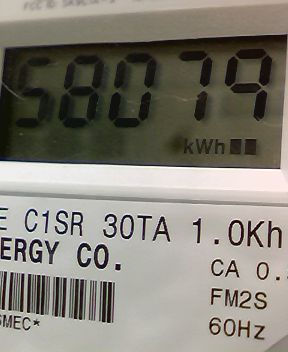 58079
kWh
E C1SR 30TA 1.0Kh
ERGY CO.
CA 0.
FM2S
60Hz
SMEC*